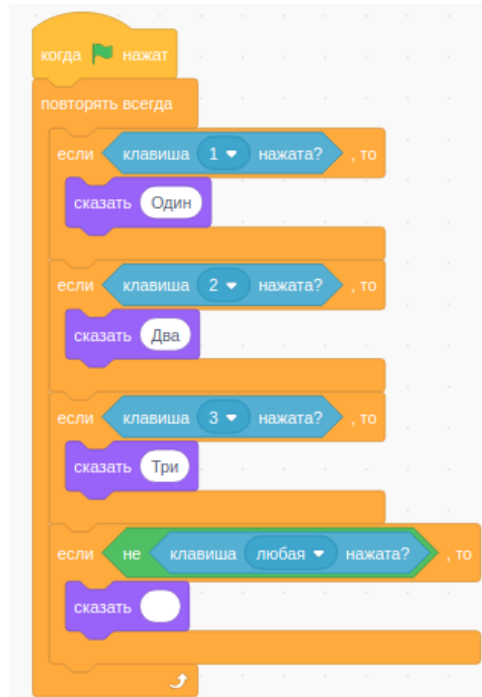 когда нажат
повторять всегда
если клавиша 1 нажата? , то
сказать Один
если клавиша 2 нажата? , то
сказать Два
если клавиша 3 нажата? , то
сказать Три
если не клавиша любая нажата? , то
сказать